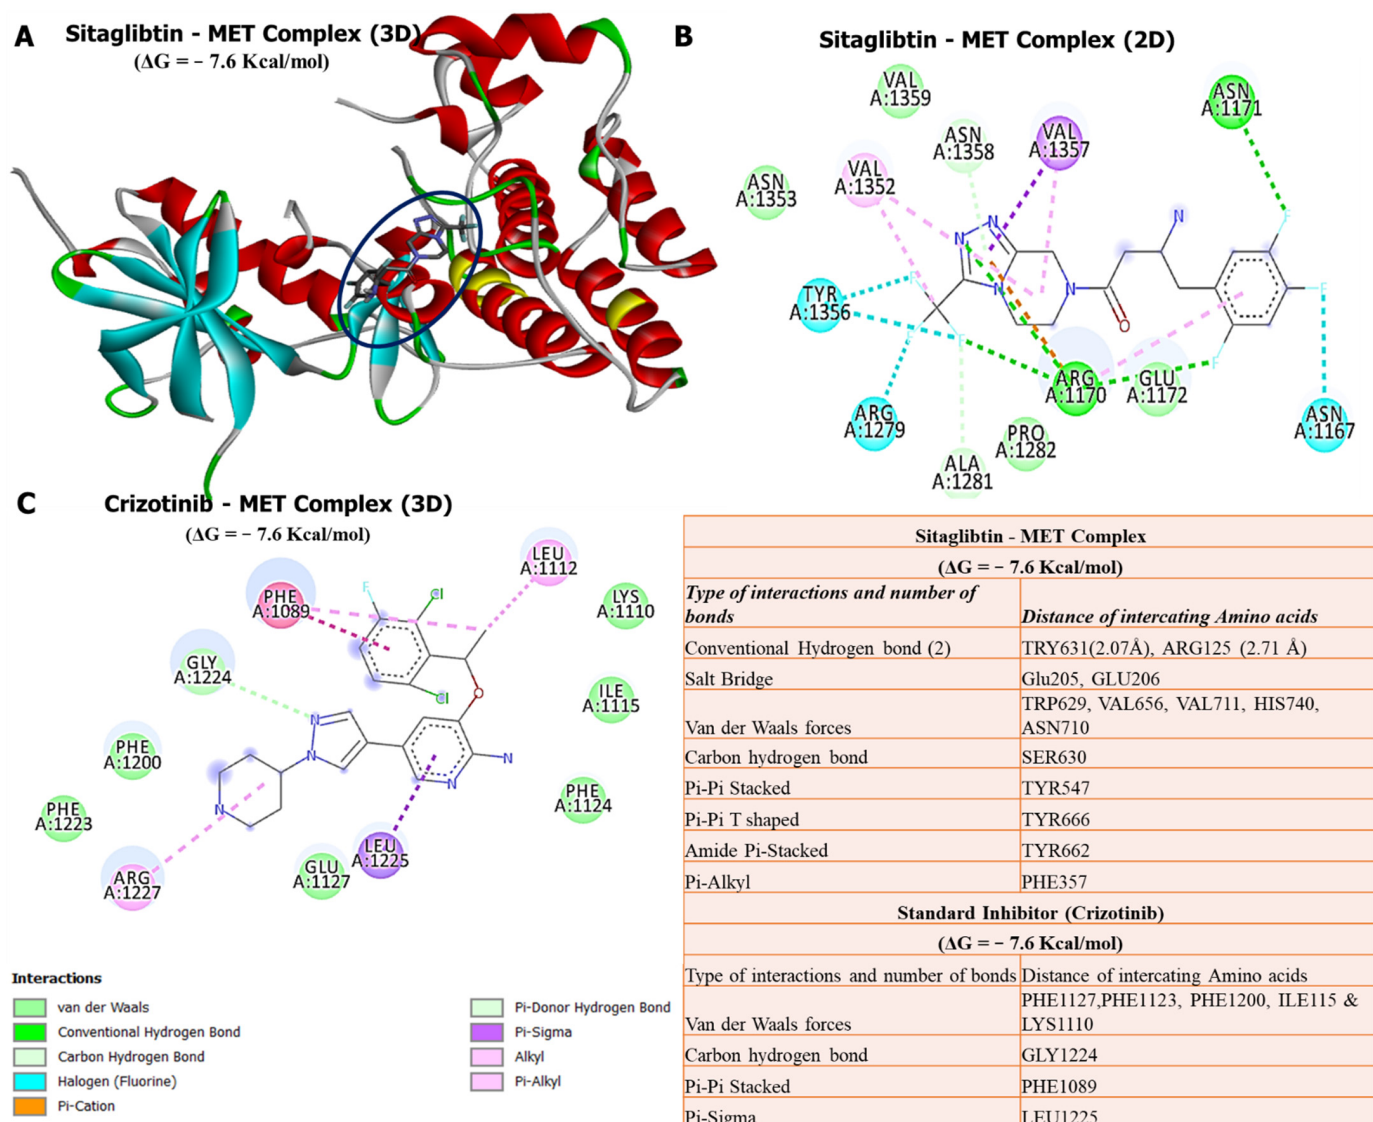 A
Sitaglibtin - MET Complex (3D)
(ΔG = − 7.6 Kcal/mol)
B
Sitaglibtin - MET Complex (2D)
VAL
A:1359
ASN
A:1358
VAL
A:1357
ASN
A:1171
ASN
A:1353
VAL
A:1352
N
N
N
N
N
O
F
F
F
F
F
F
TYR
A:1356
ARG
A:1279
ALA
A:1281
PRO
A:1282
ARG
A:1170
GLU
A:1172
ASN
A:1167
C
Crizotinib - MET Complex (3D)
(ΔG = − 7.6 Kcal/mol)
LEU
A:1112
PHE
A:1089
F
Cl
LYS
A:1110
GLY
A:1224
Cl
O
ILE
A:1115
N
N
N
N
N
PHE
A:1200
PHE
A:1223
PHE
A:1124
ARG
A:1227
GLU
A:1127
LEU
A:1225
Interactions
van der Waals
Conventional Hydrogen Bond
Carbon Hydrogen Bond
Halogen (Fluorine)
Pi-Cation
Pi-Donor Hydrogen Bond
Pi-Sigma
Alkyl
Pi-Alkyl
Sitaglibtin - MET Complex
(ΔG = − 7.6 Kcal/mol)
Type of interactions and number of
bonds
Distance of intercating Amino acids
Conventional Hydrogen bond (2) TRY631(2.07Å), ARG125 (2.71 Å)
Salt Bridge Glu205, GLU206
TRP629, VAL656, VAL711, HIS740,
Van der Waals forces ASN710
Carbon hydrogen bond SER630
Pi-Pi Stacked TYR547
Pi-Pi T shaped TYR666
Amide Pi-Stacked TYR662
Pi-Alkyl PHE357
Standard Inhibitor (Crizotinib)
(ΔG = − 7.6 Kcal/mol)
Type of interactions and number of bonds Distance of intercating Amino acids
PHE1127,PHE1123, PHE1200, ILE115 &
Van der Waals forces LYS1110
Carbon hydrogen bond GLY1224
Pi-Pi Stacked PHE1089
Pi-Sigma LEU1225